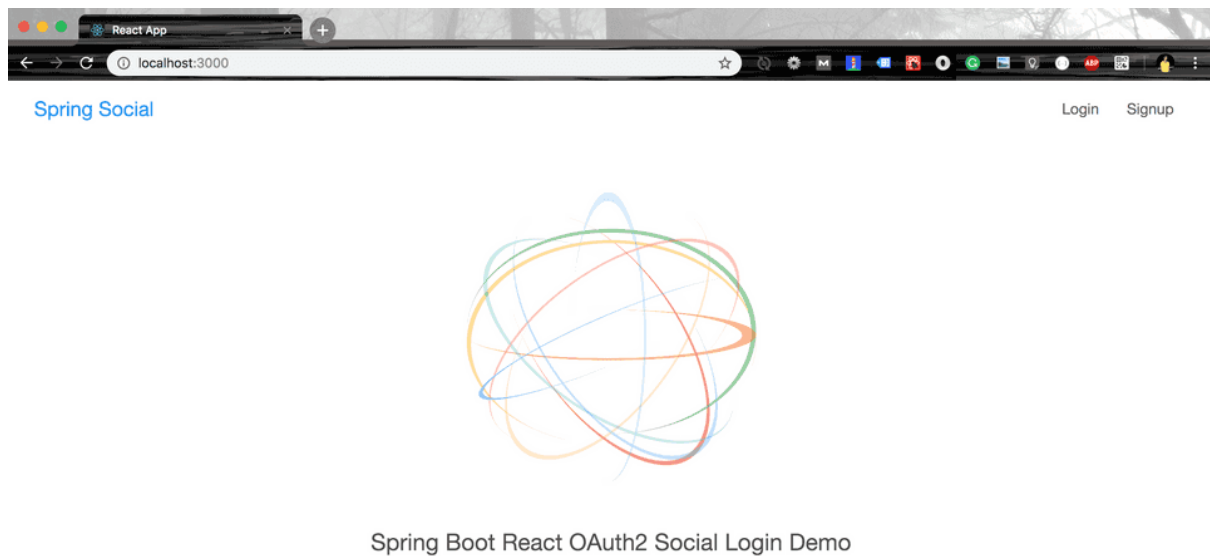 React App
localhost:3000
Spring Social
Login Signup
Spring Boot React OAuth2 Social Login Demo